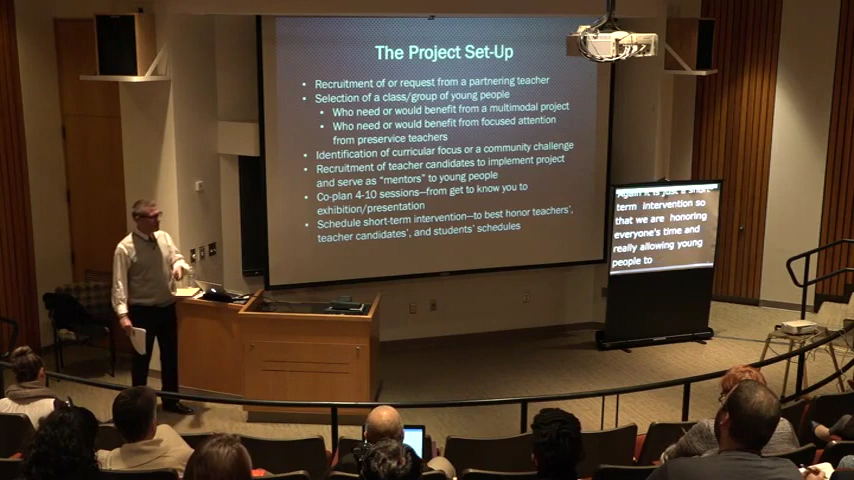 The Project Set-Up
• Recruitment of or request from a partnering teacher
• Selection of a class/group of young people
• Who need or would benefit from a multimodal project
• Who need or would benefit from focused attention
from preservice teachers
• Identification of curricular focus or a community challenge
• Recruitment of teacher candidates to implement project
and serve as “mentors” to young people
• Co-plan 4-10 sessions—from get to know you to
exhibition/presentation
• Schedule short-term intervention—to best honor teachers’,
teacher candidates’, and students’ schedules
Again it is just a short
term intervention so
that we are honoring
everyone's time and
really allowing young
people to